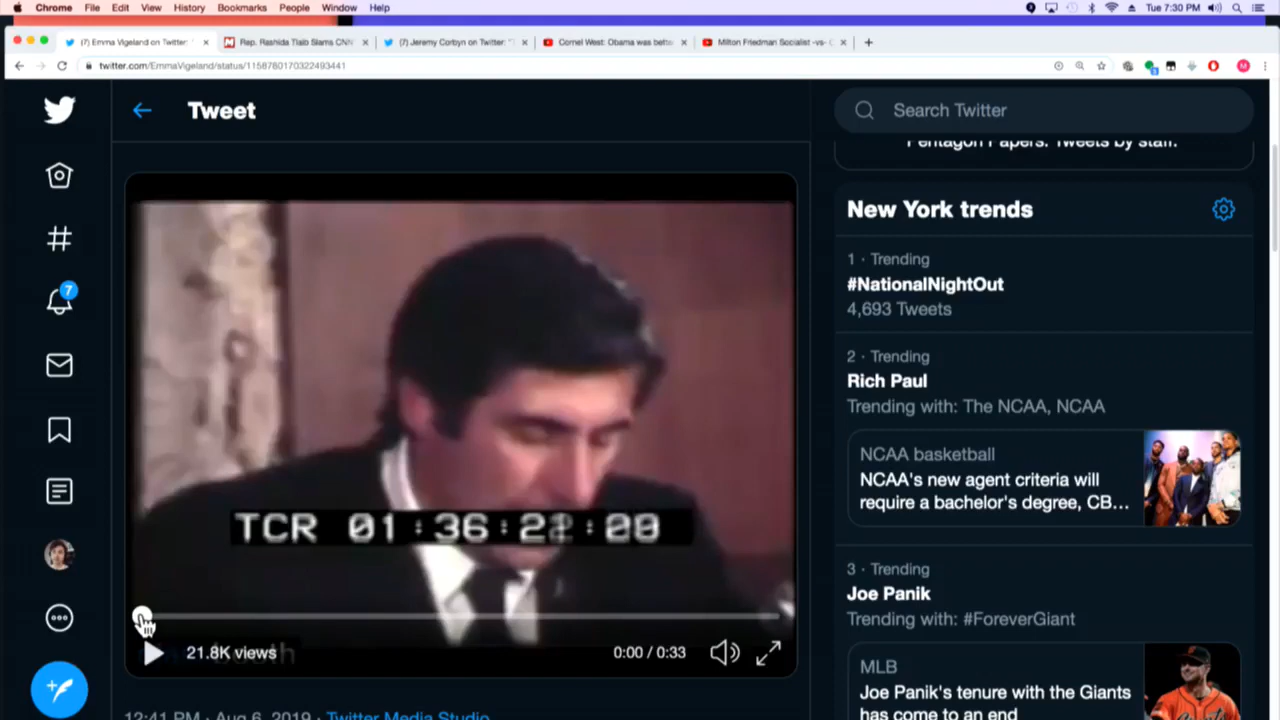 Chrome File Edit View History Bookmarks People Window Help Tue 7:30 PM
(7) Emma Vigeland on Twitter: Rep. Rashida Tlaib Slams CNN (7) Jeremy Corbyn on Twitter: Cornel West: Obama was bette Milton Friedman Socialist -vs-
twitter.com/EmmaVigeland/status/1158780170322493441
Tweet
Search Twitter
Pentagon Papers. Tweets by staff.
New York trends
1 · Trending
#NationalNightOut
4,693 Tweets
2 · Trending
Rich Paul
Trending with: The NCAA, NCAA
NCAA basketball
NCAA's new agent criteria will
require a bachelor's degree, CB...
3 · Trending
Joe Panik
Trending with: #ForeverGiant
MLB
Joe Panik's tenure with the Giants
has come to an end
7
TCR 01:36:22:00
21.8K views
0:00 / 0:33
12:41 PM · Aug 6, 2019 · Twitter Media Studio